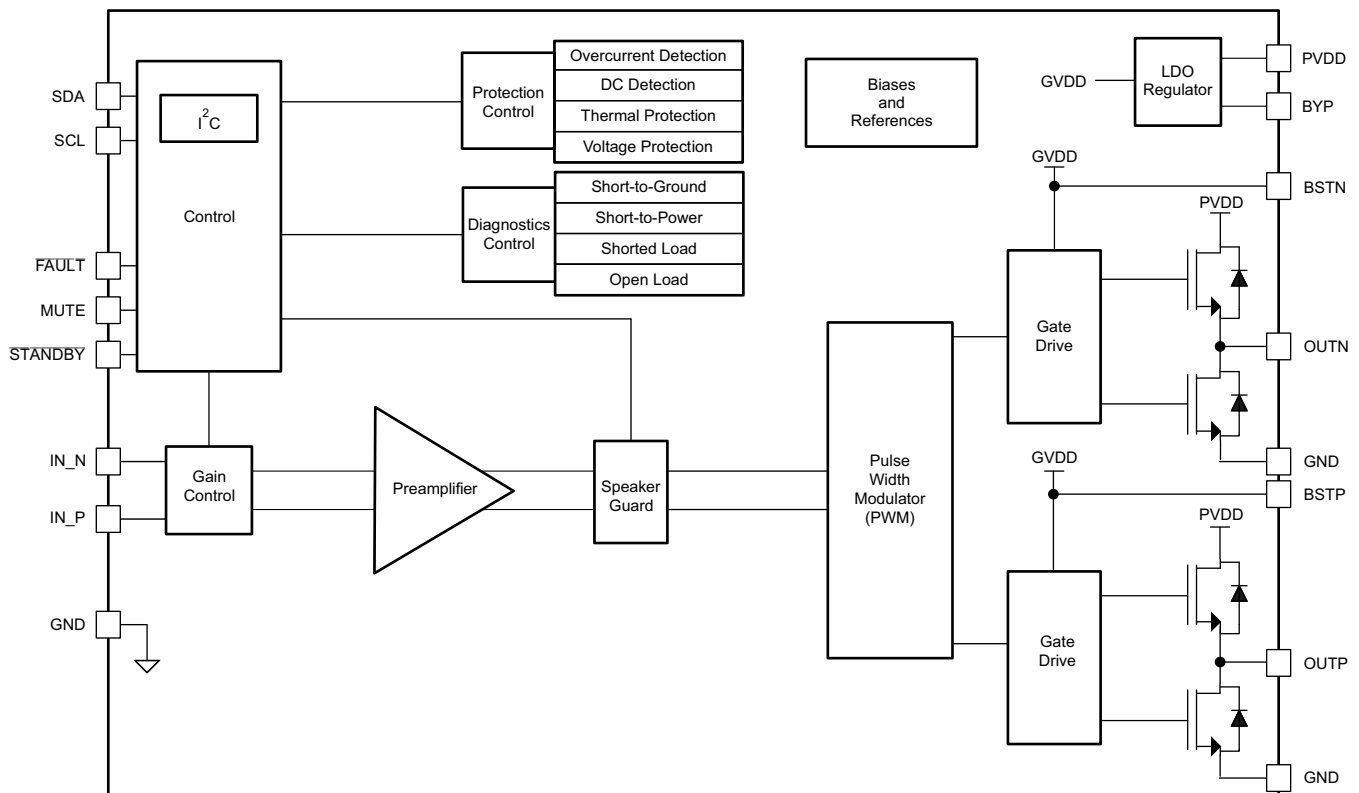 SDA
SCL
FAULT
MUTE
STANDBY
IN_N
IN_P
GND
I2C
Control
Gain
Control
Protection
Control
Overcurrent Detection
DC Detection
Thermal Protection
Voltage Protection
Diagnostics
Control
Short-to-Ground
Short-to-Power
Shorted Load
Open Load
Preamplifier
Speaker
Guard
Biases
and
References
Pulse
Width
Modulator
(PWM)
GVDD
LDO
Regulator
GVDD
PVDD
Gate
Drive
GVDD
PVDD
Gate
Drive
PVDD
BYP
BSTN
OUTN
GND
BSTP
OUTP
GND